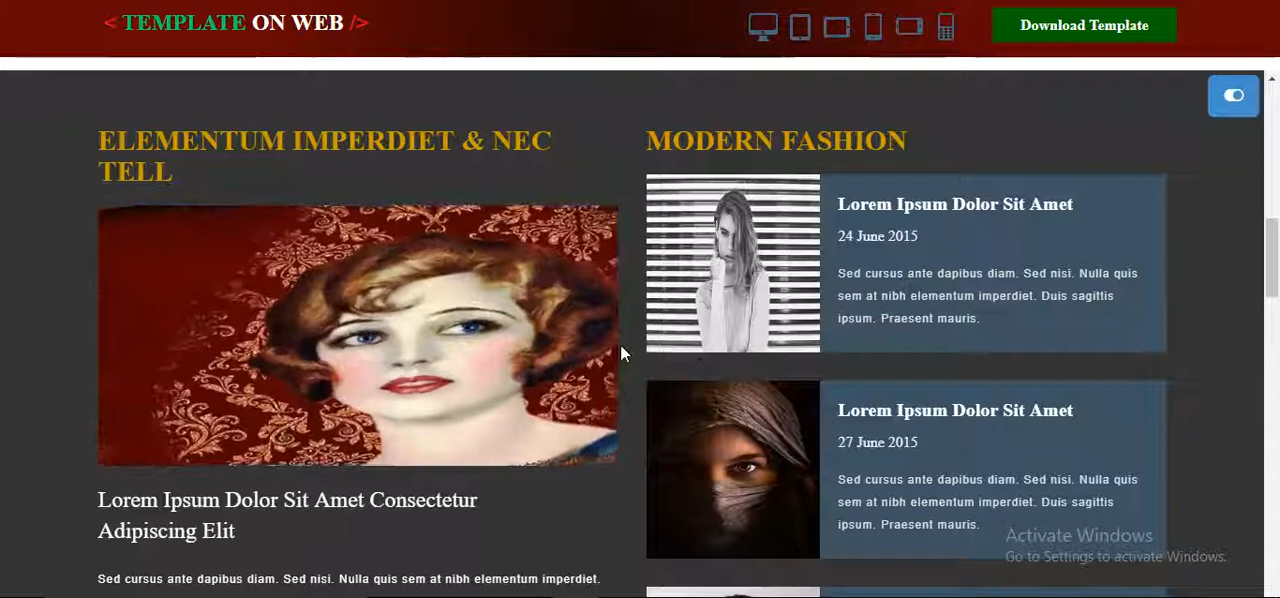 < TEMPLATE ON WEB />
Download Template
ELEMENTUM IMPERDIET & NEC
TELL
Lorem Ipsum Dolor Sit Amet Consectetur
Adipiscing Elit
Sed cursus ante dapibus diam. Sed nisi. Nulla quis sem at nibh elementum imperdiet.
MODERN FASHION
Lorem Ipsum Dolor Sit Amet
24 June 2015
Sed cursus ante dapibus diam. Sed nisi. Nulla quis
sem at nibh elementum imperdiet. Duis sagittis
ipsum. Praesent mauris.
Lorem Ipsum Dolor Sit Amet
27 June 2015
Sed cursus ante dapibus diam. Sed nisi. Nulla quis
sem at nibh elementum imperdiet. Duis sagittis
ipsum. Praesent mauris.
Activate Windows
Go to Settings to activate Windows.